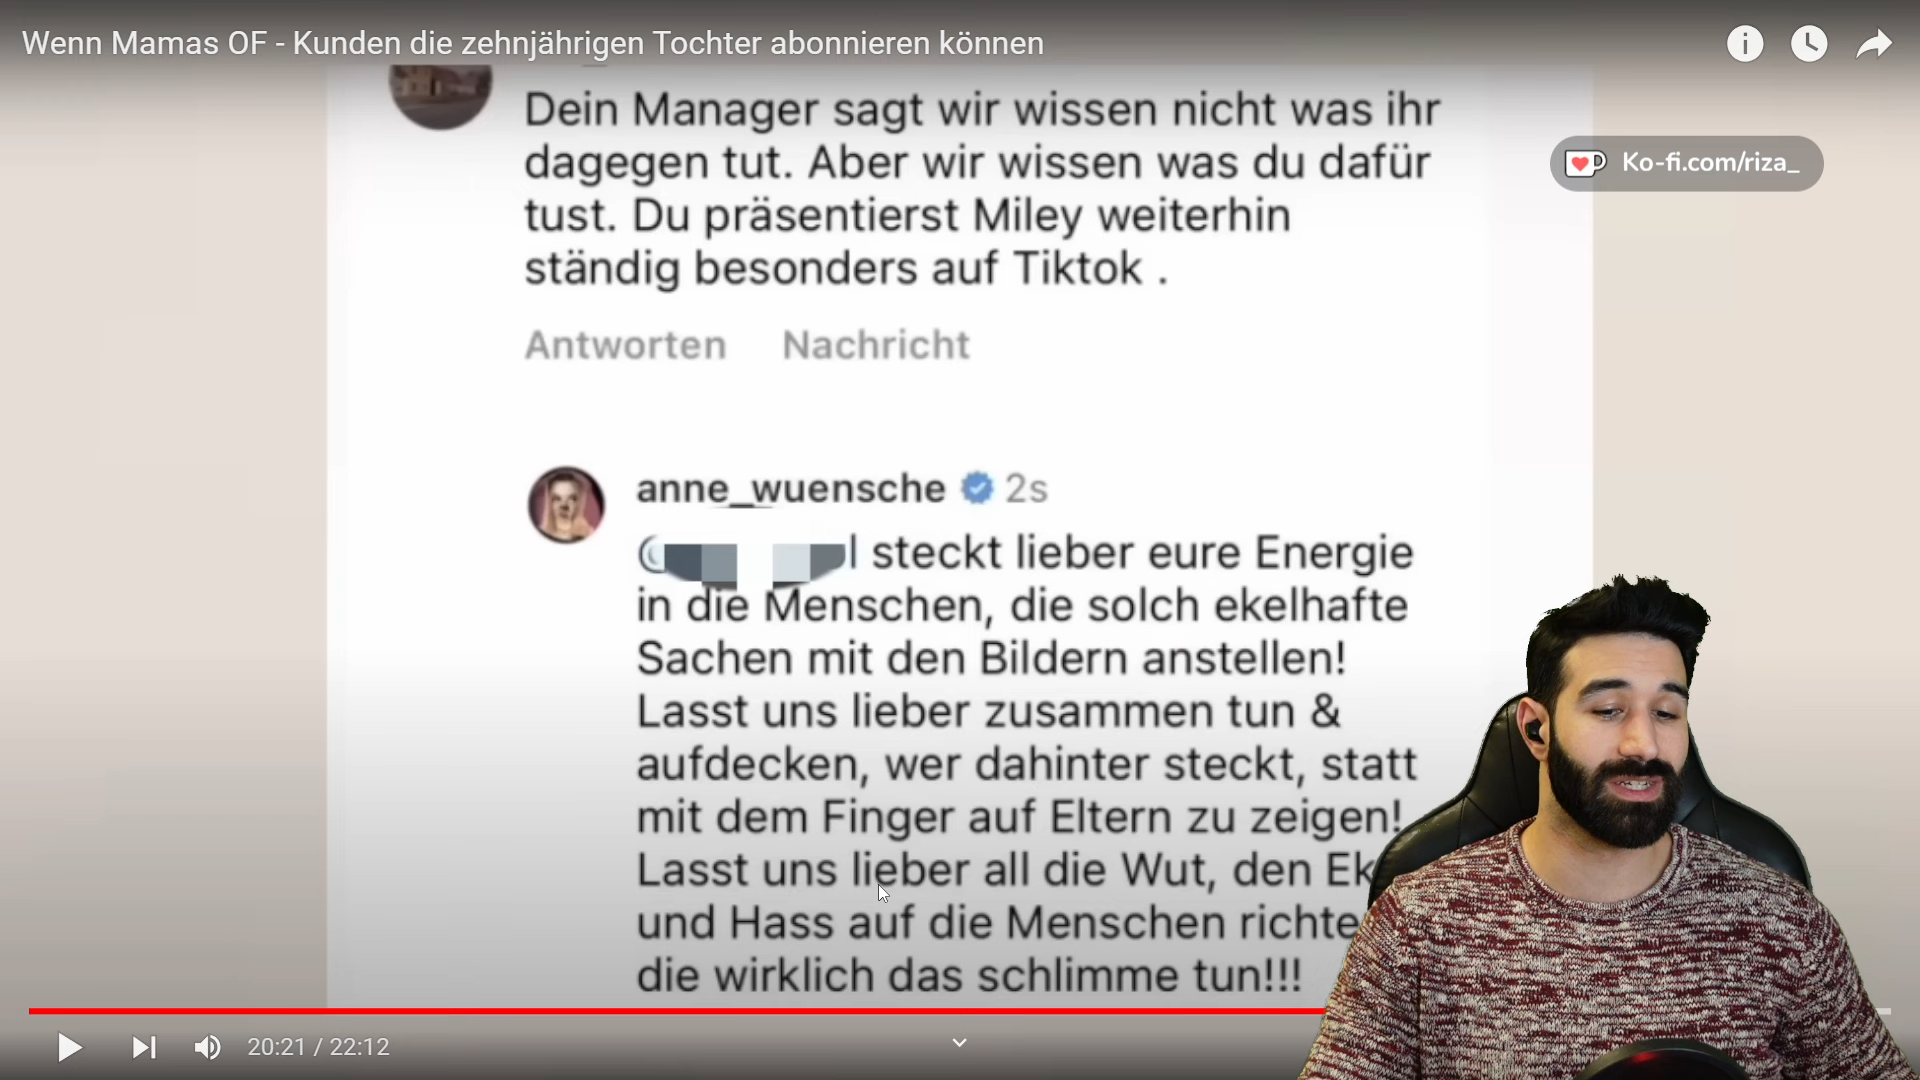 Wenn Mamas OF - Kunden die zehnjährigen Tochter abonnieren können
Dein Manager sagt wir wissen nicht was ihr
dagegen tut. Aber wir wissen was du dafür
tust. Du präsentierst Miley weiterhin
ständig besonders auf Tiktok .
Ko-fi.com/riza_
Antworten Nachricht
anne_wuensche 2s
steckt lieber eure Energie
in die Menschen, die solch ekelhafte
Sachen mit den Bildern anstellen!
Lasst uns lieber zusammen tun &
aufdecken, wer dahinter steckt, statt
mit dem Finger auf Eltern zu zeigen!
Lasst uns lieber all die Wut, den
und Hass auf die Menschen
die wirklich das schlimme tun!!!
20:21 / 22:12